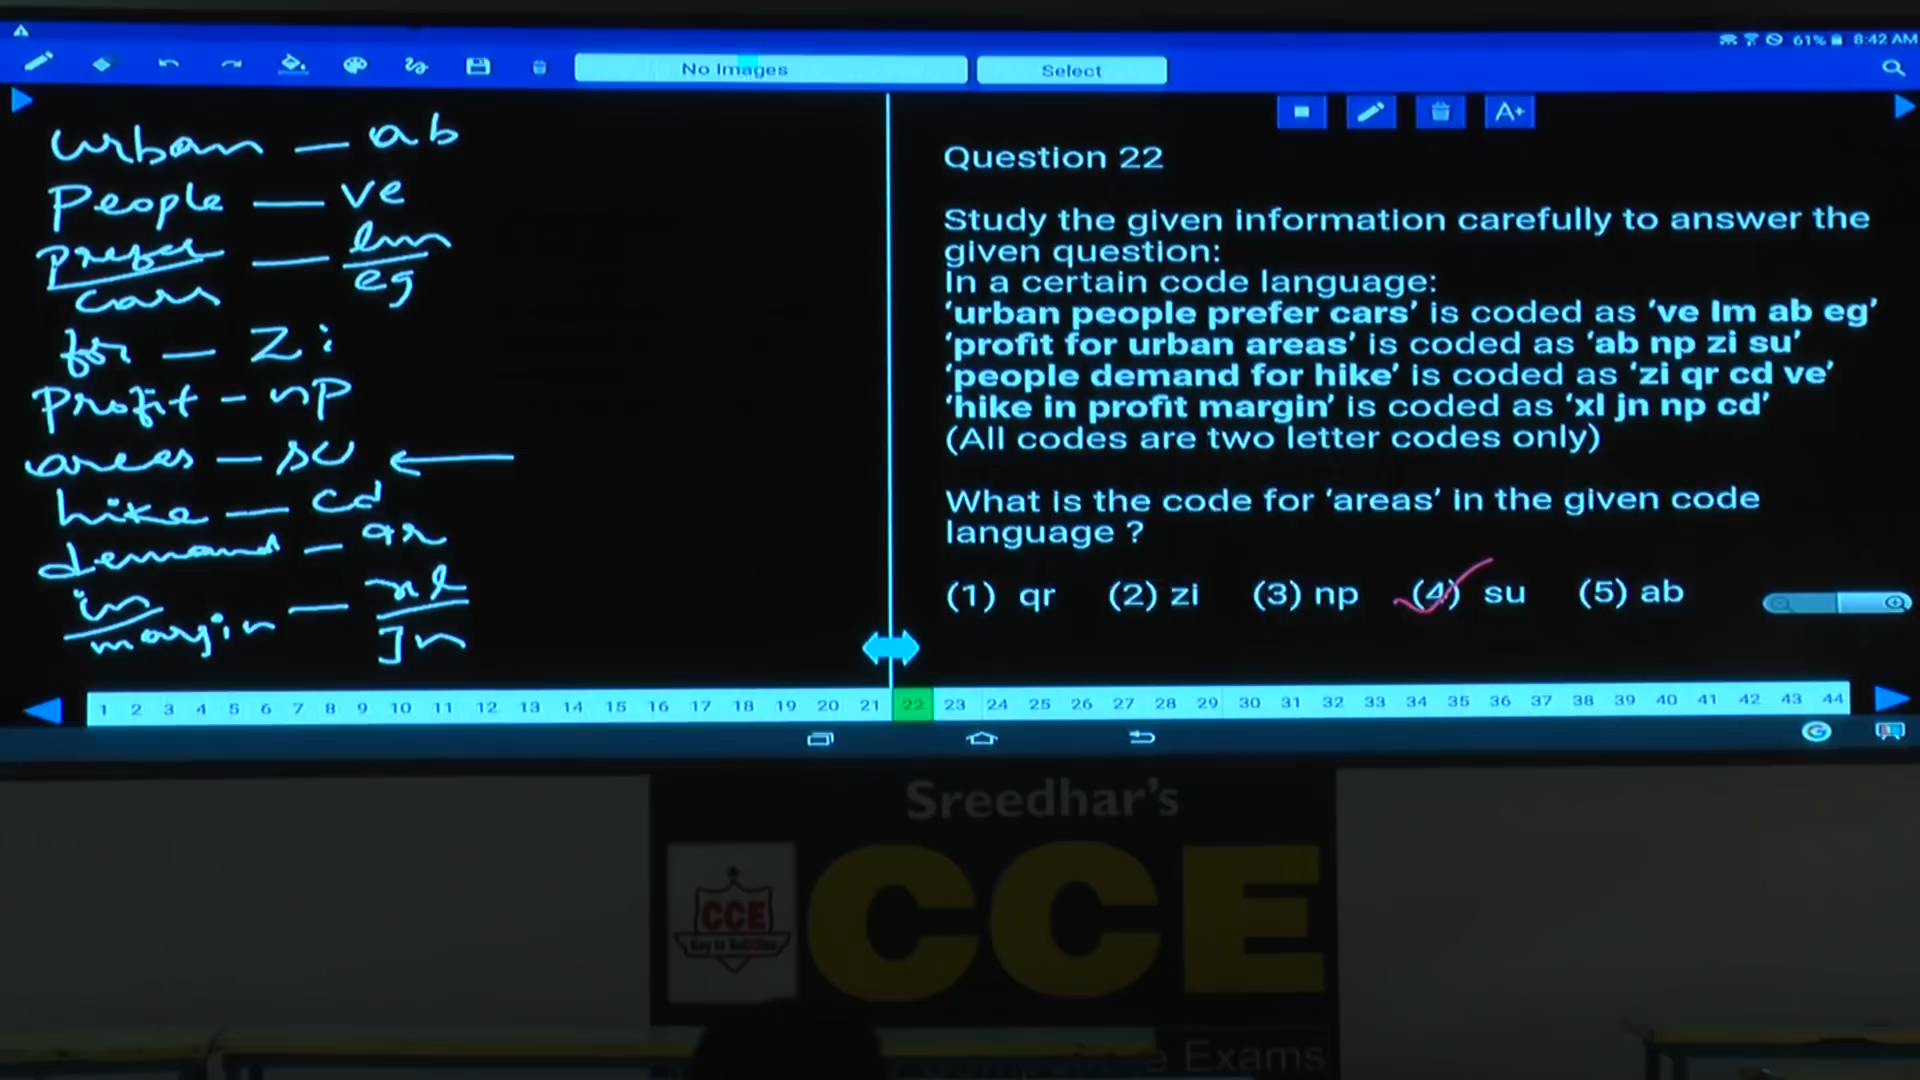 61% 8:42 AM
No Images Select
A+
urban — ab
People — ve
prefer — lm
cars eg
for — zi
Profit - np
areas — su
hike — cd
demand — qr
in — xl
margin Jn
Question 22
Study the given information carefully to answer the
given question:
In a certain code language:
‘urban people prefer cars’ is coded as ‘ve lm ab eg’
‘profit for urban areas’ is coded as ‘ab np zi su’
‘people demand for hike’ is coded as ‘zi qr cd ve’
‘hike in profit margin’ is coded as ‘xl jn np cd’
(All codes are two letter codes only)
What is the code for ‘areas’ in the given code
language ?
(1) qr (2) zi (3) np (4) su (5) ab
1 2 3 4 5 6 7 8 9 10 11 12 13 14 15 16 17 18 19 20 21 22 23 24 25 26 27 28 29 30 31 32 33 34 35 36 37 38 39 40 41 42 43 44
Sreedhar's
CCE
CCE
Exams